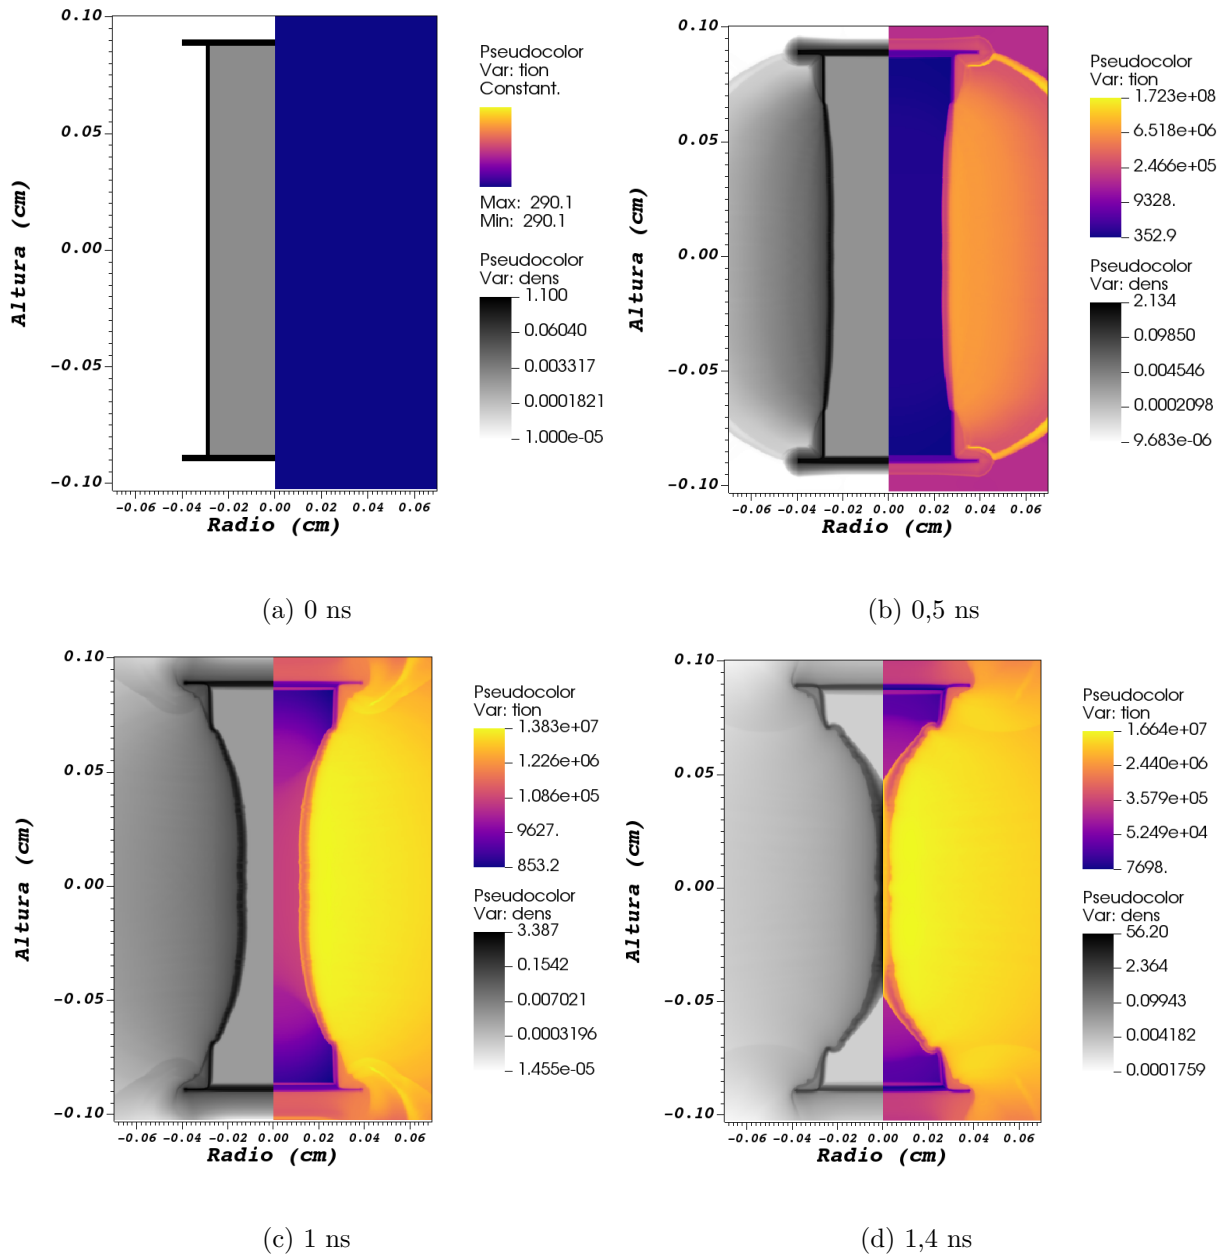 0.10
0.05
0.00
−0.05
−0.10
Altura (cm)
−0.06 −0.04 −0.02 0.00 0.02 0.04 0.06
Radio (cm)
Pseudocolor
Var: tion
Constant.
Max: 290.1
Min: 290.1
Pseudocolor
Var: dens
1.100
0.06040
0.003317
0.0001821
1.000e-05
(a) 0 ns
0.10
0.05
0.00
−0.05
−0.10
Altura (cm)
−0.06 −0.04 −0.02 0.00 0.02 0.04 0.06
Radio (cm)
Pseudocolor
Var: tion
1.723e+08
6.518e+06
2.466e+05
9328.
352.9
Pseudocolor
Var: dens
2.134
0.09850
0.004546
0.0002098
9.683e-06
(b) 0,5 ns
0.10
0.05
0.00
−0.05
−0.10
Altura (cm)
−0.06 −0.04 −0.02 0.00 0.02 0.04 0.06
Radio (cm)
Pseudocolor
Var: tion
1.383e+07
1.226e+06
1.086e+05
9627.
853.2
Pseudocolor
Var: dens
3.387
0.1542
0.007021
0.0003196
1.455e-05
(c) 1 ns
0.10
0.05
0.00
−0.05
−0.10
Altura (cm)
−0.06 −0.04 −0.02 0.00 0.02 0.04 0.06
Radio (cm)
Pseudocolor
Var: tion
1.664e+07
2.440e+06
3.579e+05
5.249e+04
7698.
Pseudocolor
Var: dens
56.20
2.364
0.09943
0.004182
0.0001759
(d) 1,4 ns